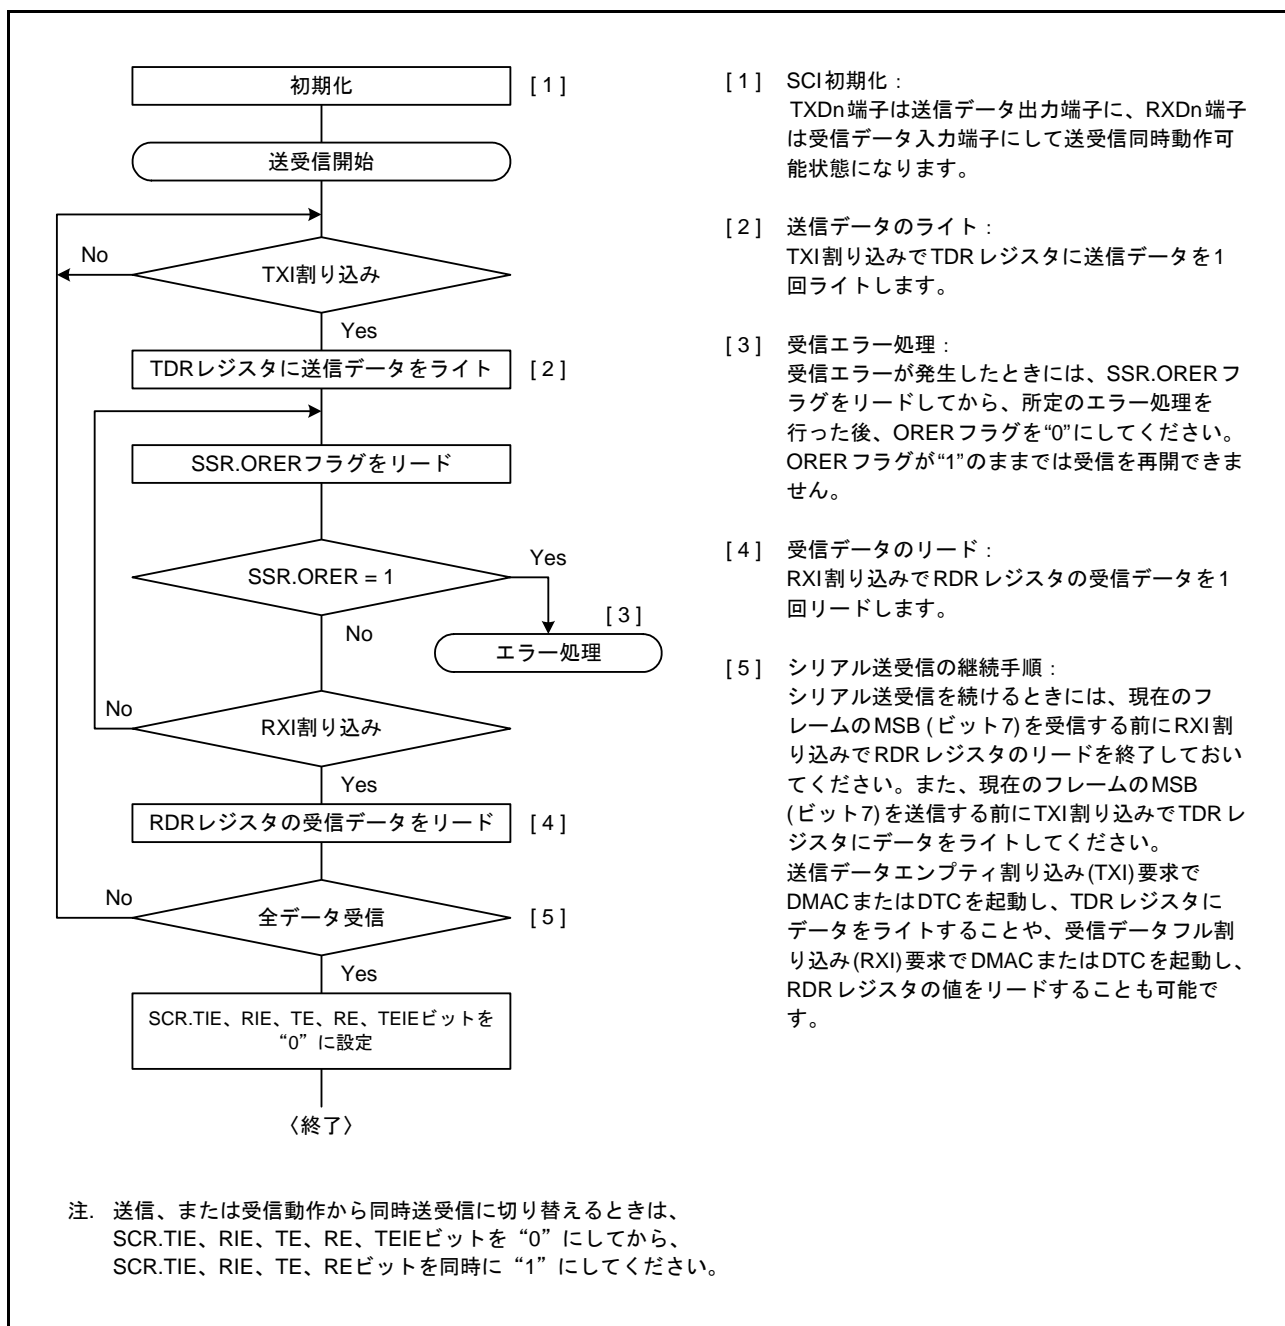 初期化
[ 1 ]
送受信開始
No
TXI割り込み
Yes
TDRレジスタに送信データをライト
[ 2 ]
SSR.ORERフラグをリード
SSR.ORER = 1
Yes
[ 3 ]
No
エラー処理
No
RXI割り込み
Yes
RDRレジスタの受信データをリード
[ 4 ]
No
全データ受信
[ 5 ]
Yes
SCR.TIE、RIE、TE、RE、TEIEビットを
“0”に設定
〈終了〉
[ 1 ] SCI初期化：
TXDn端子は送信データ出力端子に、RXDn端子
は受信データ入力端子にして送受信同時動作可
能状態になります。
[ 2 ] 送信データのライト：
TXI割り込みでTDRレジスタに送信データを1
回ライトします。
[ 3 ] 受信エラー処理：
受信エラーが発生したときには、SSR.ORERフ
ラグをリードしてから、所定のエラー処理を
行った後、ORERフラグを“0”にしてください。
ORERフラグが“1”のままでは受信を再開できま
せん。
[ 4 ] 受信データのリード：
RXI割り込みでRDRレジスタの受信データを1
回リードします。
[ 5 ] シリアル送受信の継続手順：
シリアル送受信を続けるときには、現在のフ
レームのMSB (ビット7)を受信する前にRXI割
り込みでRDRレジスタのリードを終了しておい
てください。また、現在のフレームのMSB
(ビット7)を送信する前にTXI割り込みでTDRレ
ジスタにデータをライトしてください。
送信データエンプティ割り込み(TXI)要求で
DMACまたはDTCを起動し、TDRレジスタに
データをライトすることや、受信データフル割
り込み(RXI)要求でDMACまたはDTCを起動し、
RDRレジスタの値をリードすることも可能で
す。
注. 送信、または受信動作から同時送受信に切り替えるときは、
SCR.TIE、RIE、TE、RE、TEIEビットを“0”にしてから、
SCR.TIE、RIE、TE、REビットを同時に“1”にしてください。